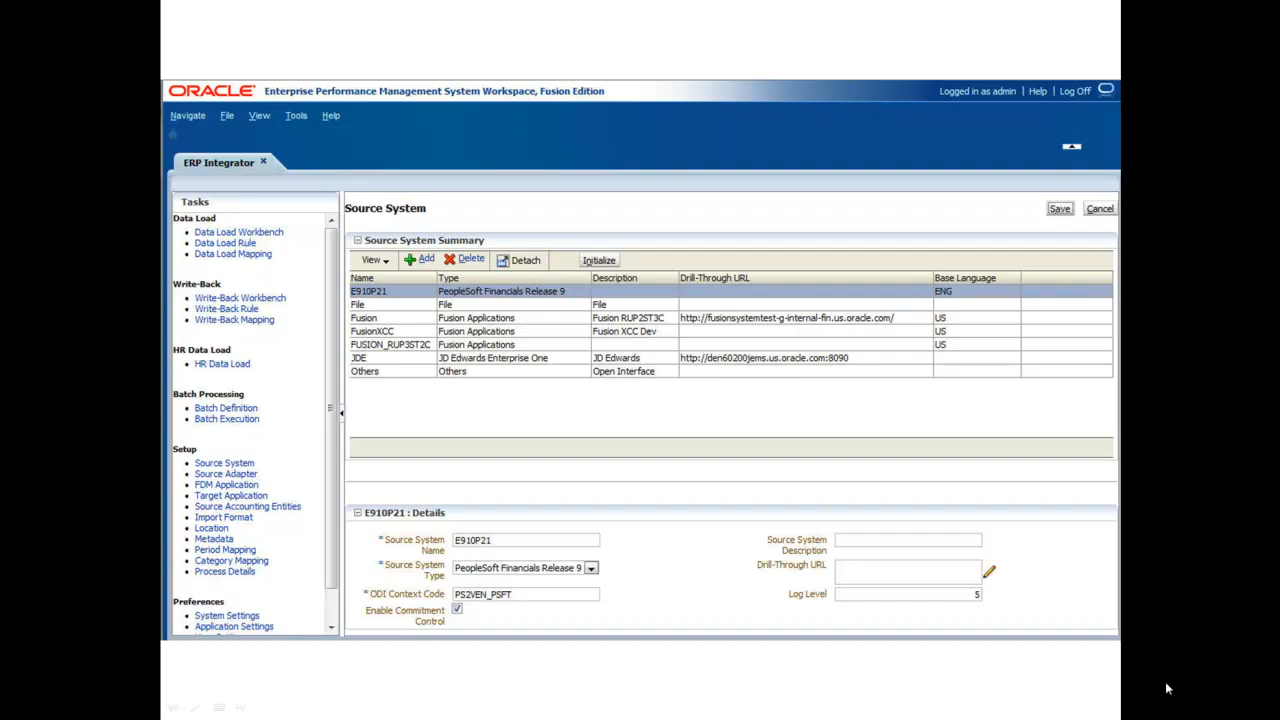 ORACLE Enterprise Performance Management System Workspace, Fusion Edition Logged in as admin | Help | Log Off
Navigate File View Tools Help
ERP Integrator
Tasks
Data Load
Data Load Workbench
Data Load Rule
Data Load Mapping
Write-Back
Write-Back Workbench
Write-Back Rule
Write-Back Mapping
HR Data Load
HR Data Load
Batch Processing
Batch Definition
Batch Execution
Setup
Source System
Source Adapter
FDM Application
Target Application
Source Accounting Entities
Import Format
Location
Metadata
Period Mapping
Category Mapping
Process Details
Preferences
System Settings
Application Settings
Source System Save Cancel
Source System Summary
View Add Delete Detach Initialize
Name Type Description Drill-Through URL Base Language
E910P21 PeopleSoft Financials Release 9 ENG
File File File
Fusion Fusion Applications Fusion RUP2ST3C http://fusionsystemtest-g-internal-fin.us.oracle.com/ US
FusionXCC Fusion Applications Fusion XCC Dev US
FUSION_RUP3ST2C Fusion Applications US
JDE JD Edwards Enterprise One JD Edwards http://den60200jems.us.oracle.com:8090
Others Others Open Interface
E910P21 : Details
* Source System Name E910P21
* Source System Type PeopleSoft Financials Release 9
* ODI Context Code PS2VEN_PSFT
Enable Commitment Control
Source System Description
Drill-Through URL
Log Level 5